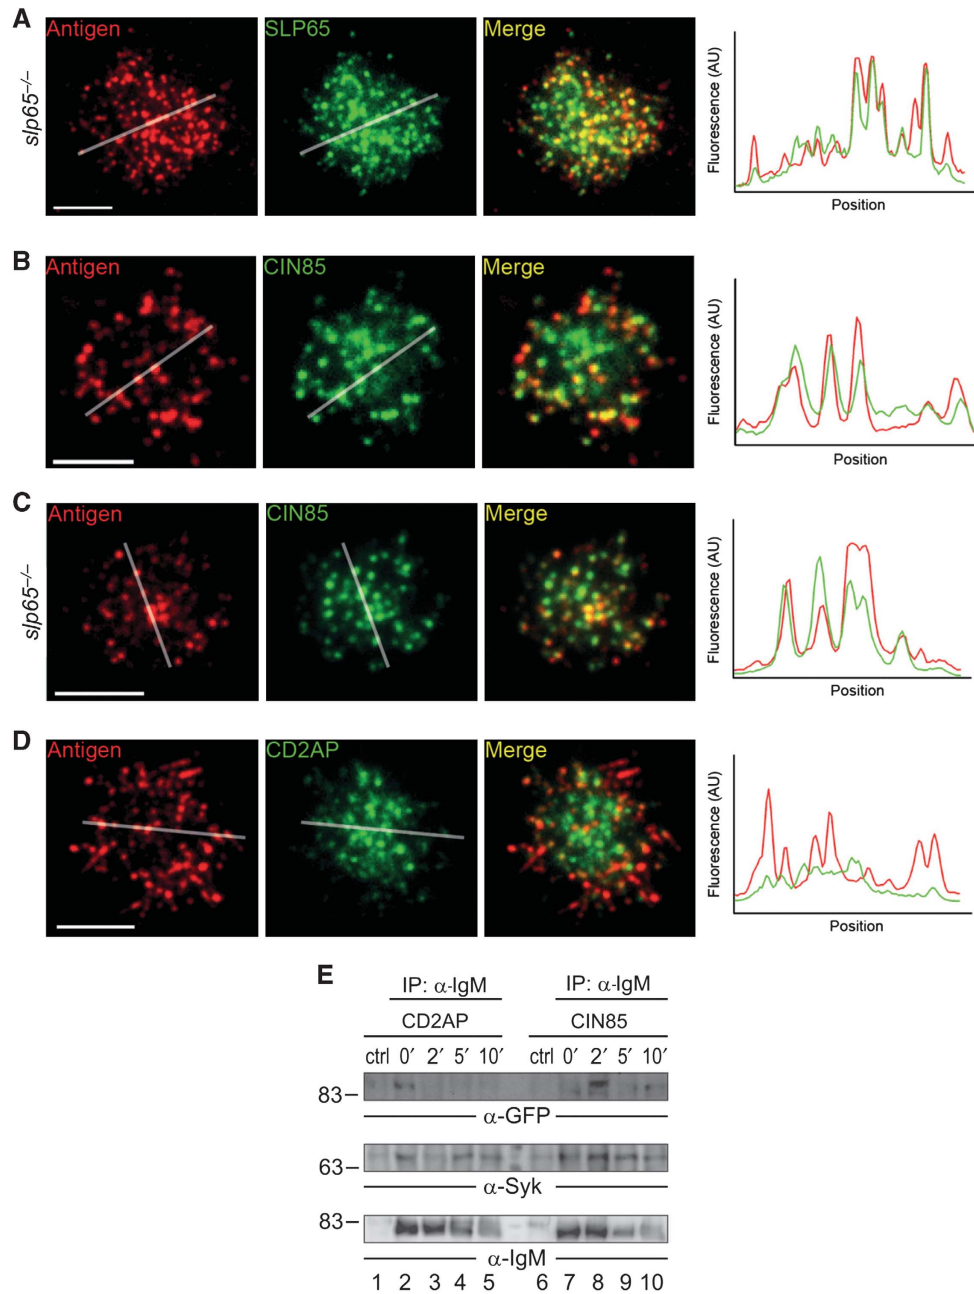 A
slp65–/–
Antigen
SLP65
Merge
Fluorescence (AU)
Position
B
Antigen
CIN85
Merge
Fluorescence (AU)
Position
C
slp65–/–
Antigen
CIN85
Merge
Fluorescence (AU)
Position
D
Antigen
CD2AP
Merge
Fluorescence (AU)
Position
E
IP: α-IgM IP: α-IgM
CD2AP CIN85
ctrl 0′ 2′ 5′ 10′ ctrl 0′ 2′ 5′ 10′
83
α-GFP
63
α-Syk
83
α-IgM
1 2 3 4 5 6 7 8 9 10